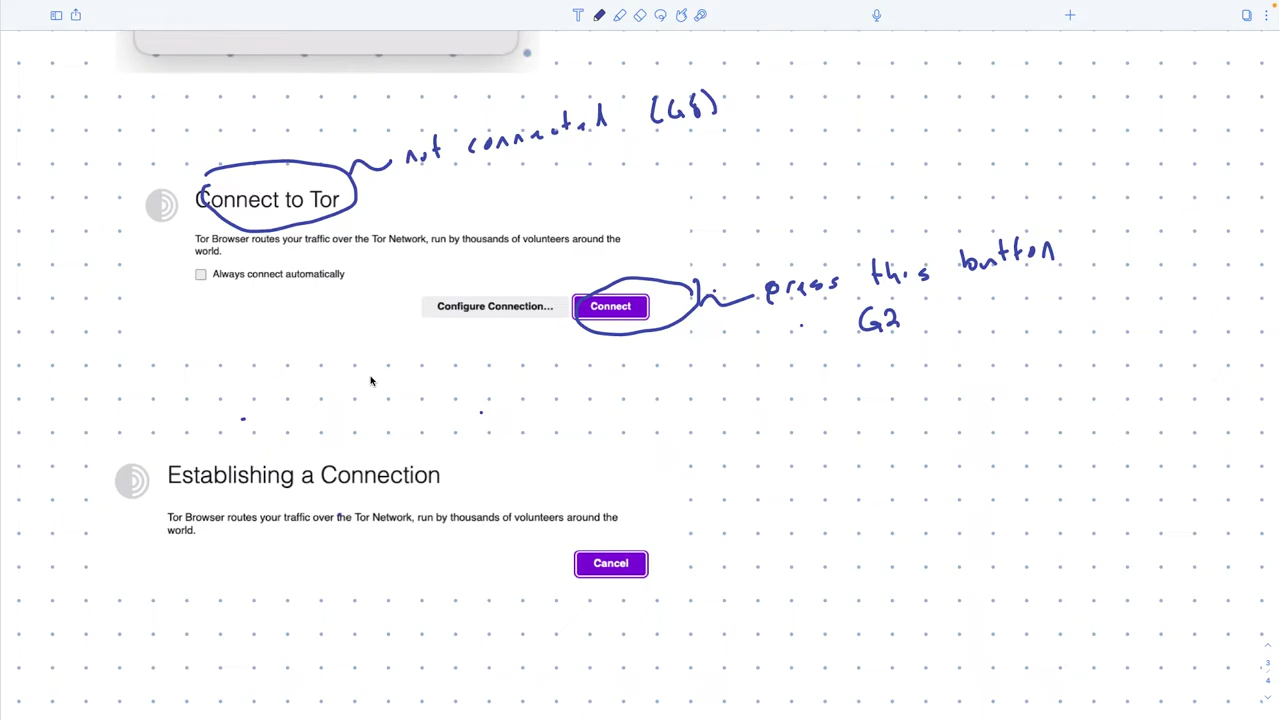 not connected (G8)
Connect to Tor
Tor Browser routes your traffic over the Tor Network, run by thousands of volunteers around the
world.
Always connect automatically
Configure Connection...
Connect
press this button
G2
Establishing a Connection
Tor Browser routes your traffic over the Tor Network, run by thousands of volunteers around the
world.
Cancel
3
4